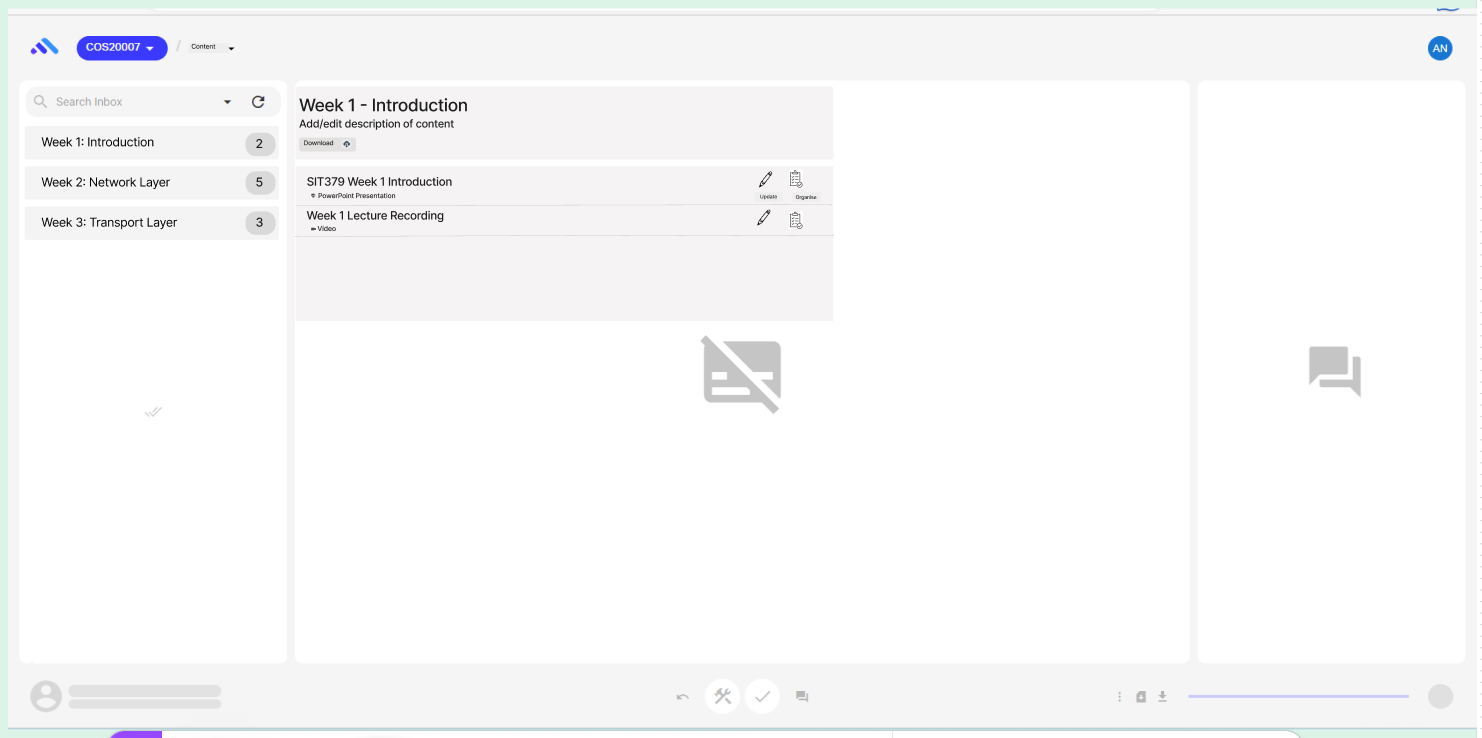 COS20007 / Content
AN
Search Inbox
Week 1: Introduction 2
Week 2: Network Layer 5
Week 3: Transport Layer 3
Week 1 - Introduction
Add/edit description of content
Download
SIT379 Week 1 Introduction
PowerPoint Presentation
Update Organise
Week 1 Lecture Recording
Video